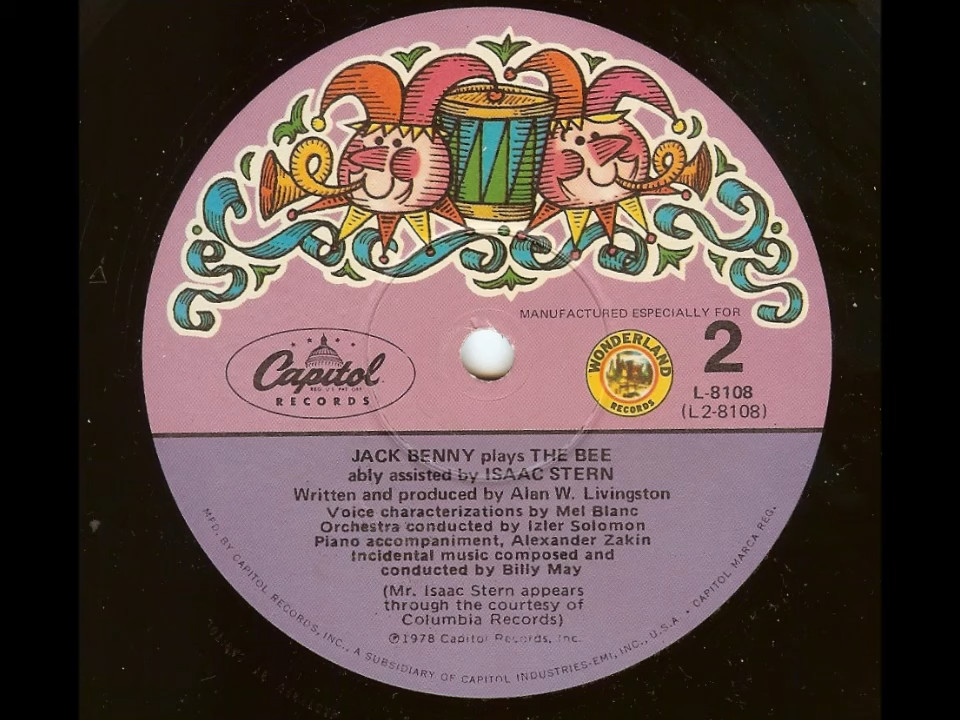 MANUFACTURED ESPECIALLY FOR
Capitol
REG. U.S. PAT. OFF.
RECORDS
WONDERLAND
RECORDS
2
L-8108
(L2-8108)
JACK BENNY plays THE BEE
ably assisted by ISAAC STERN
Written and produced by Alan W. Livingston
Voice characterizations by Mel Blanc
Orchestra conducted by Izler Solomon
Piano accompaniment, Alexander Zakin
Incidental music composed and
conducted by Billy May
(Mr. Isaac Stern appears
through the courtesy of
Columbia Records)
℗1978 Capitol Records, Inc.
MFD. BY CAPITOL RECORDS, INC., A SUBSIDIARY OF CAPITOL INDUSTRIES-EMI, INC., U.S.A. • CAPITOL MARCA REG.